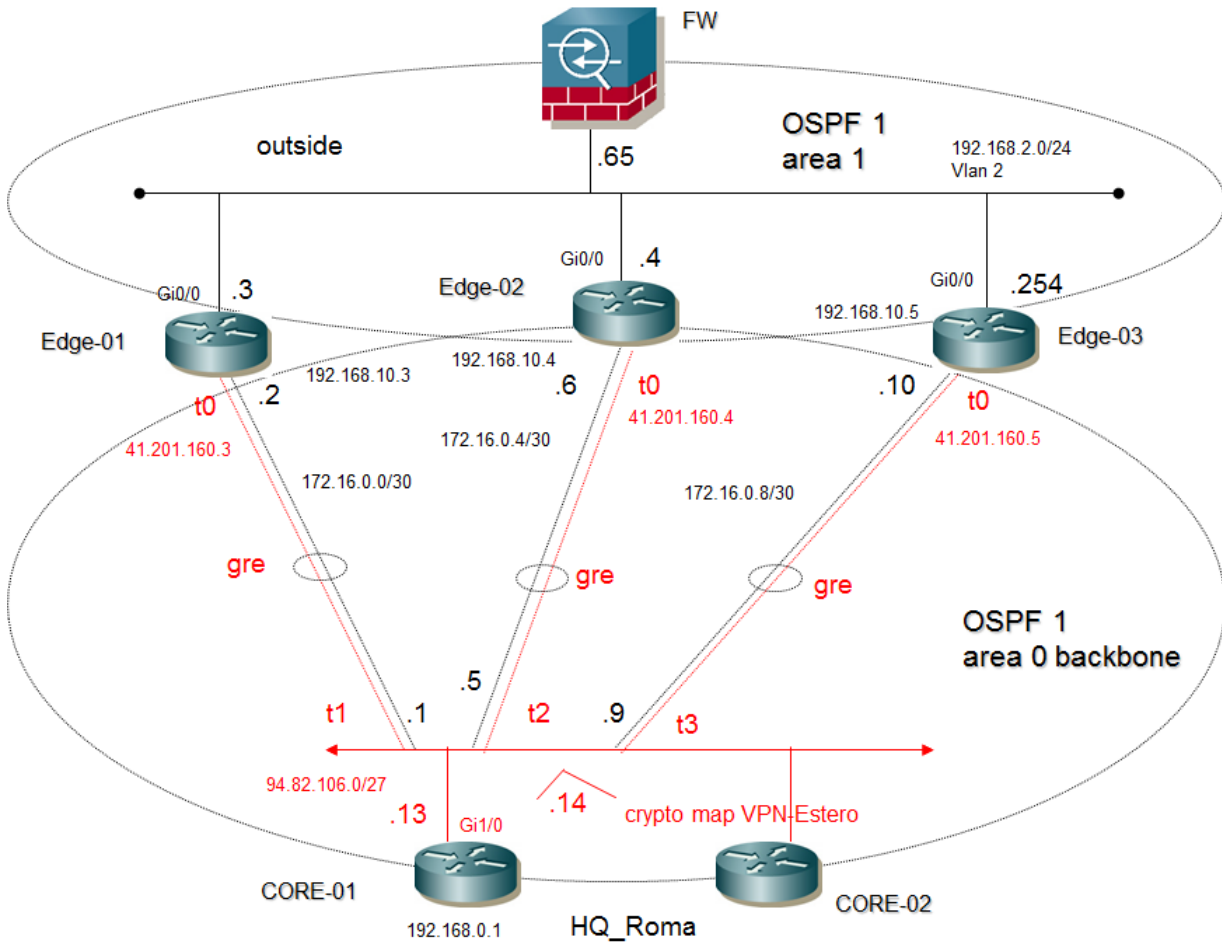 FW
outside
.65
OSPF 1
area 1
192.168.2.0/24
Vlan 2
Gi0/0
.3
Edge-01
Edge-02
Gi0/0
.4
Gi0/0
.254
Edge-03
192.168.10.5
192.168.10.3
192.168.10.4
t0
.2
.6
t0
.10
t0
41.201.160.3
41.201.160.4
41.201.160.5
172.16.0.4/30
172.16.0.0/30
172.16.0.8/30
gre
gre
gre
OSPF 1
area 0 backbone
t1
.1
.5
t2
.9
t3
94.82.106.0/27
.13
Gi1/0
.14
crypto map VPN-Estero
CORE-01
CORE-02
192.168.0.1
HQ_Roma